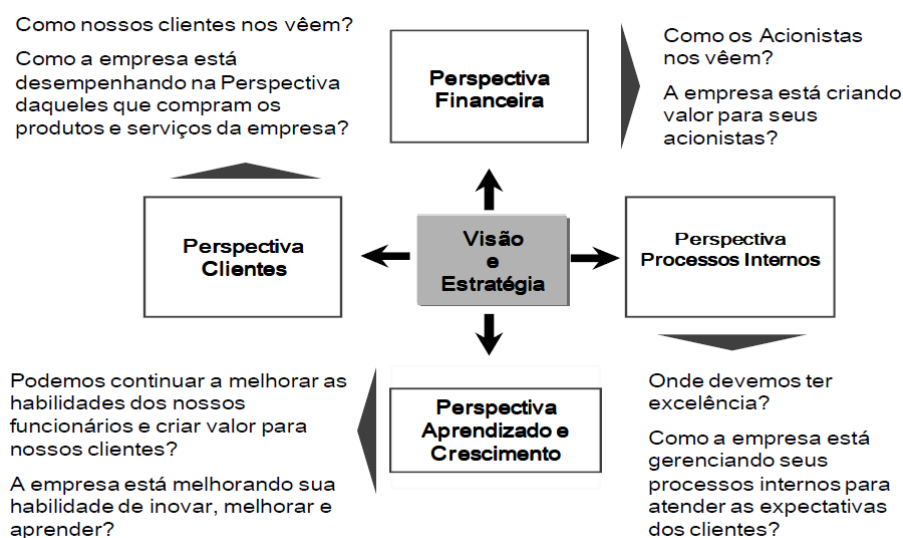 Como nossos clientes nos vêem?
Como a empresa está
desempenhando na Perspectiva
daqueles que compram os
produtos e serviços da empresa?
Perspectiva
Financeira
Como os Acionistas
nos vêem?
A empresa está criando
valor para seus
acionistas?
Perspectiva
Clientes
Visão
e
Estratégia
Perspectiva
Processos Internos
Podemos continuar a melhorar as
habilidades dos nossos
funcionários e criar valor para
nossos clientes?
A empresa está melhorando sua
habilidade de inovar, melhorar e
aprender?
Perspectiva
Aprendizado e
Crescimento
Onde devemos ter
excelência?
Como a empresa está
gerenciando seus
processos internos para
atender as expectativas
dos clientes?